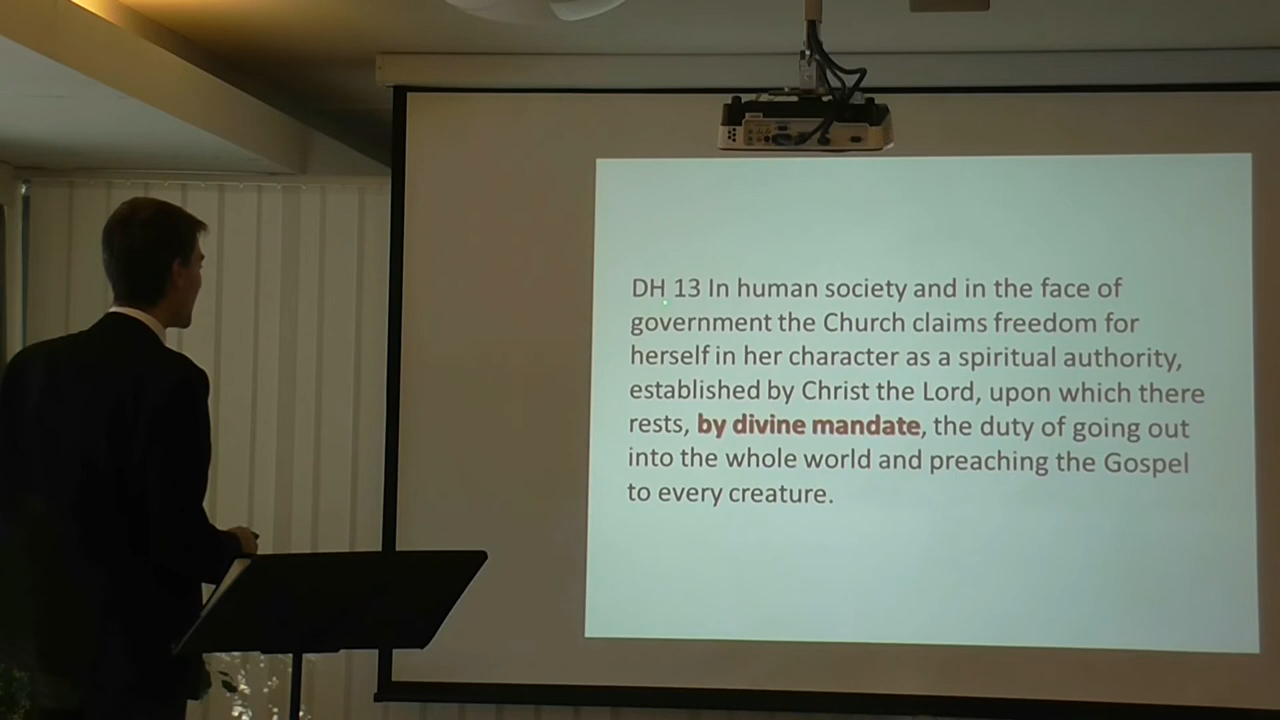 DH 13 In human society and in the face of
government the Church claims freedom for
herself in her character as a spiritual authority,
established by Christ the Lord, upon which there
rests, by divine mandate, the duty of going out
into the whole world and preaching the Gospel
to every creature.